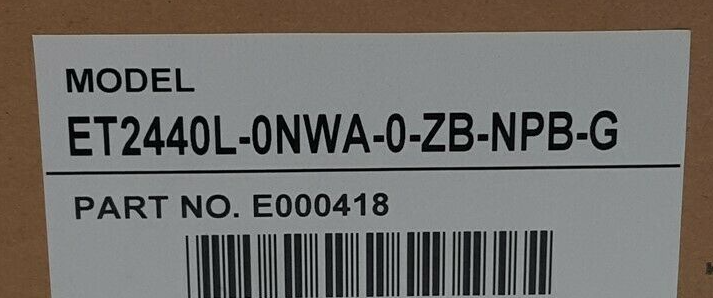 MODEL
ET2440L-0NWA-0-ZB-NPB-G
PART NO. E000418